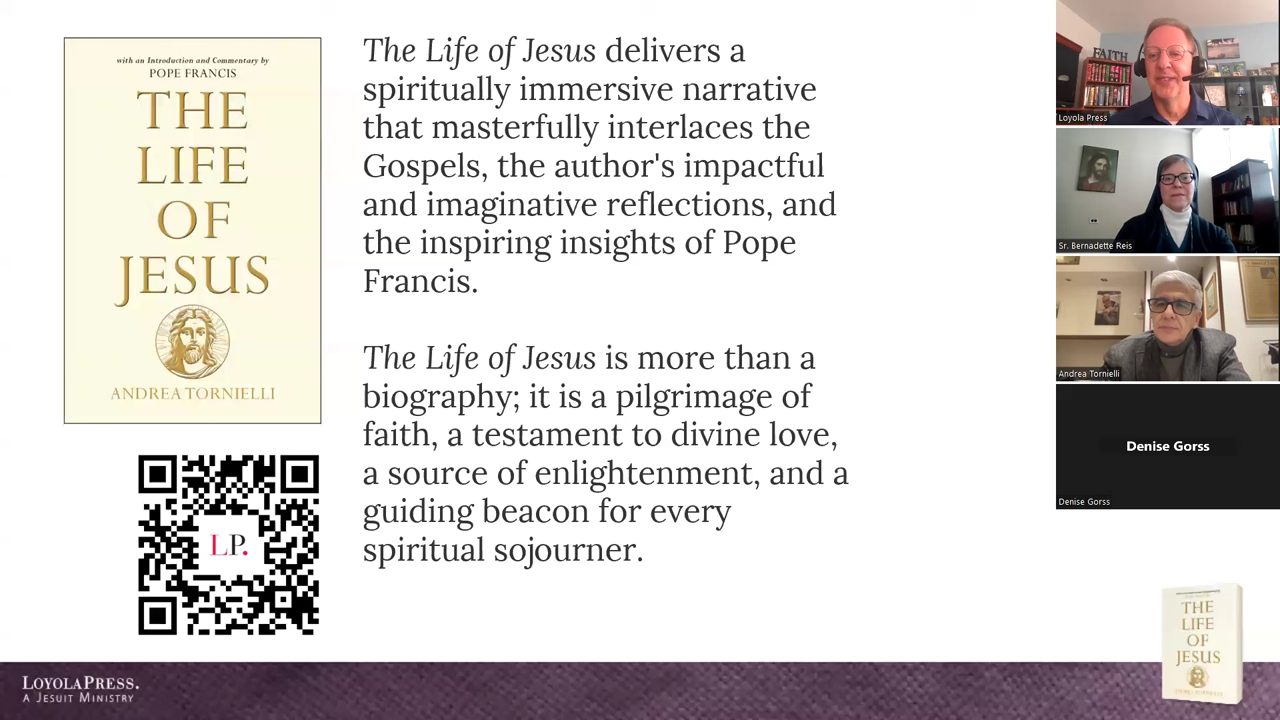 with an Introduction and Commentary by
POPE FRANCIS
THE
LIFE
OF
JESUS
ANDREA TORNIELLI
LP.
The Life of Jesus delivers a
spiritually immersive narrative
that masterfully interlaces the
Gospels, the author's impactful
and imaginative reflections, and
the inspiring insights of Pope
Francis.
The Life of Jesus is more than a
biography; it is a pilgrimage of
faith, a testament to divine love,
a source of enlightenment, and a
guiding beacon for every
spiritual sojourner.
FAITH
Loyola Press
Sr. Bernadette Reis
Andrea Tornielli
Denise Gorss
Denise Gorss
THE
LIFE
OF
JESUS
LOYOLAPRESS.
A JESUIT MINISTRY